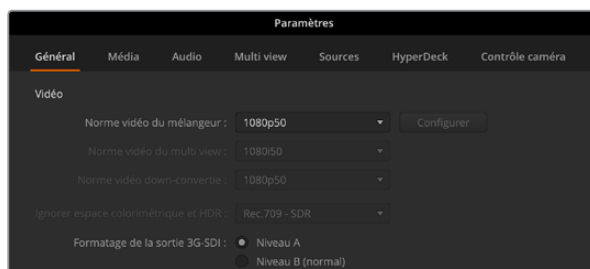 Paramètres
Général Média Audio Multi view Sources HyperDeck Contrôle caméra
Vidéo
Norme vidéo du mélangeur : 1080p50 Configurer
Norme vidéo du multi view : 1080i50
Norme vidéo down-convertie : 1080p50
Ignorer espace colorimétrique et HDR : Rec.709 - SDR
Formatage de la sortie 3G-SDI : Niveau A
Niveau B (normal)